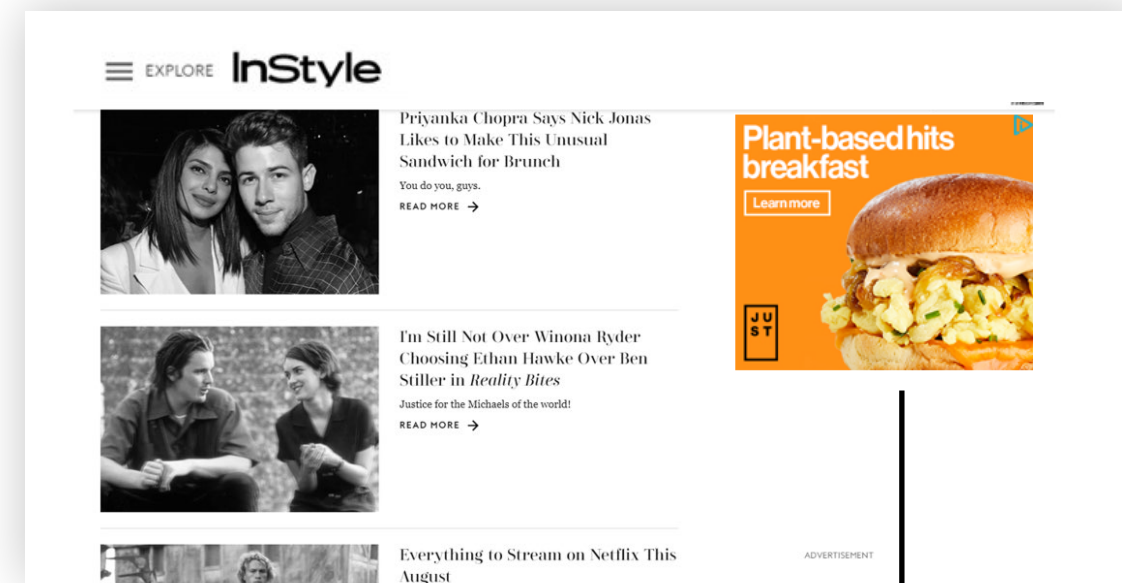 EXPLORE InStyle
Priyanka Chopra Says Nick Jonas
Likes to Make This Unusual
Sandwich for Brunch
You do you, guys.
READ MORE
I'm Still Not Over Winona Ryder
Choosing Ethan Hawke Over Ben
Stiller in Reality Bites
Justice for the Michaels of the world!
READ MORE
Everything to Stream on Netflix This
August
Plant-based hits
breakfast
Learn more
JU
ST
ADVERTISEMENT